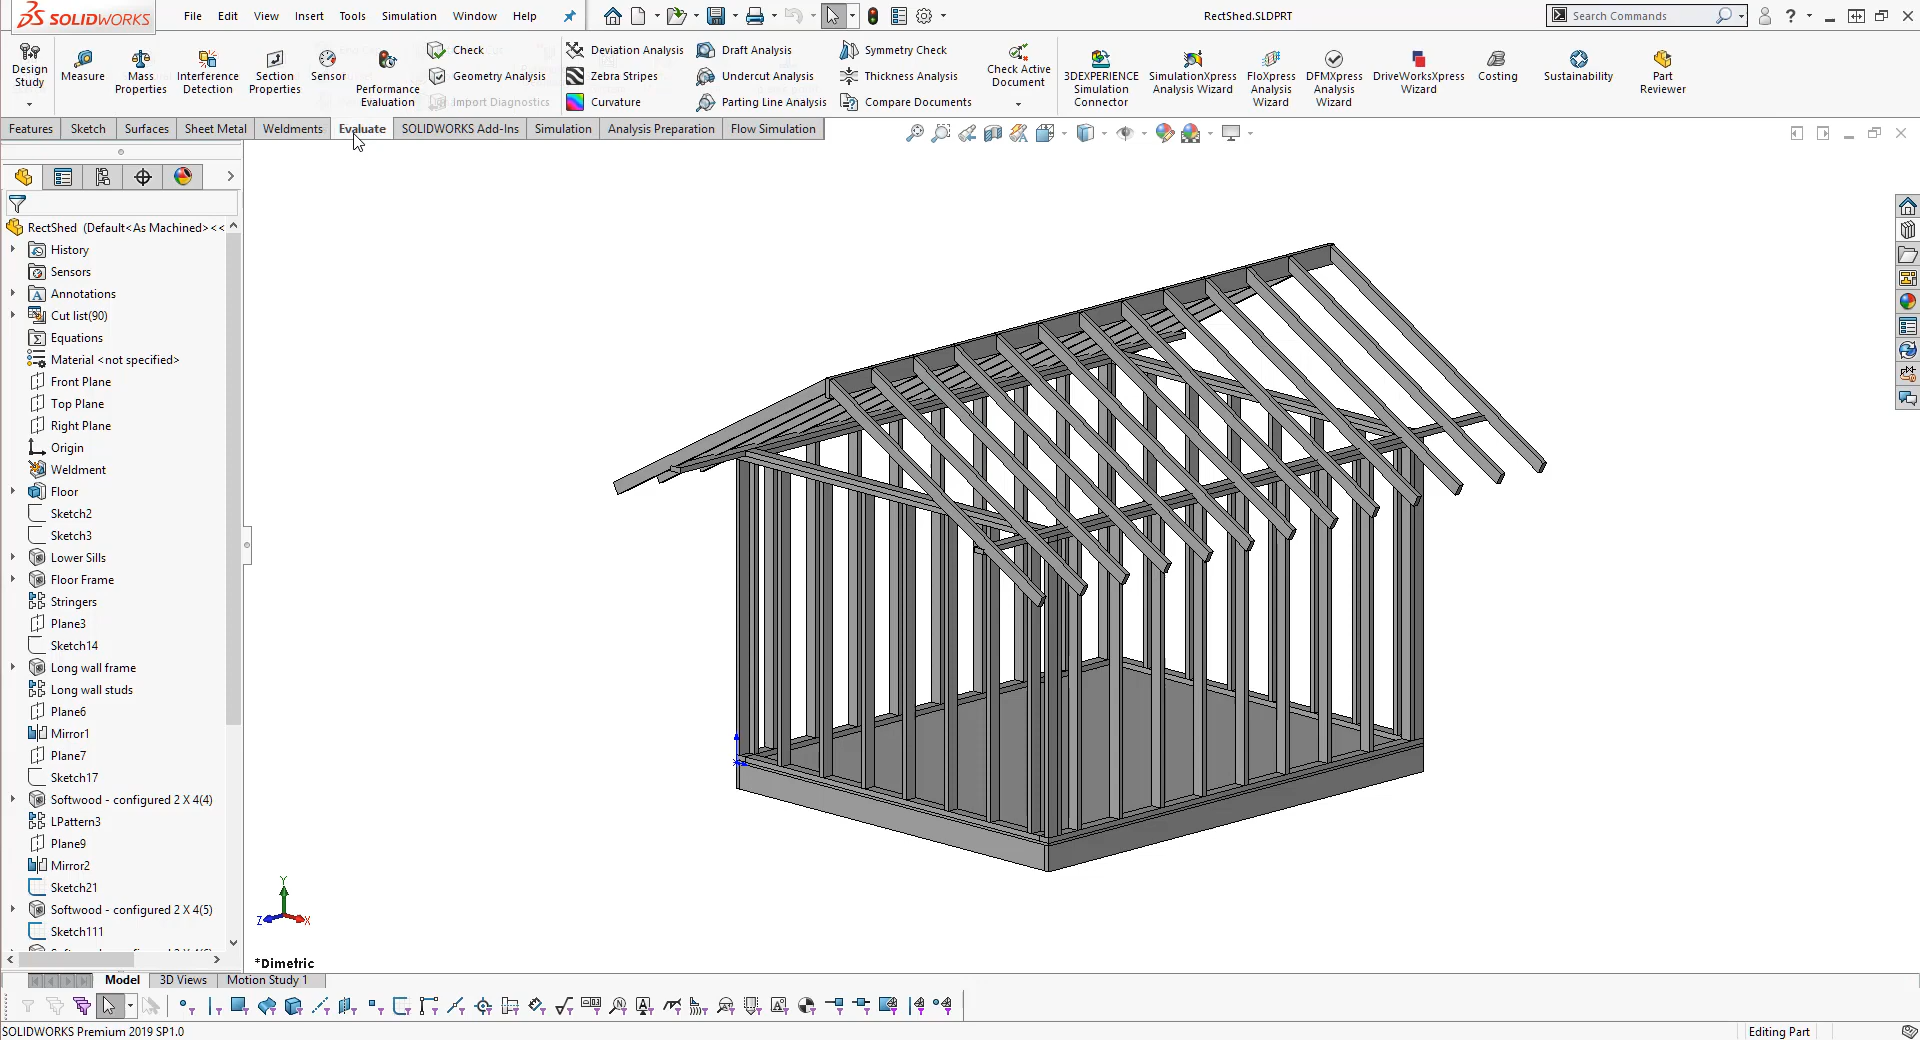 SOLIDWORKS
File Edit View Insert Tools Simulation Window Help
RectShed.SLDPRT
Search Commands
Design Study
Measure
Mass Properties
Interference Detection
Section Properties
Sensor
Performance Evaluation
Check
Geometry Analysis
Import Diagnostics
Deviation Analysis
Zebra Stripes
Curvature
Draft Analysis
Undercut Analysis
Parting Line Analysis
Symmetry Check
Thickness Analysis
Compare Documents
Check Active Document
3DEXPERIENCE Simulation Connector
SimulationXpress Analysis Wizard
FloXpress Analysis Wizard
DFMXpress Analysis Wizard
DriveWorksXpress Wizard
Costing
Sustainability
Part Reviewer
Features Sketch Surfaces Sheet Metal Weldments Evaluate SOLIDWORKS Add-Ins Simulation Analysis Preparation Flow Simulation
RectShed (Default<As Machined><<
History
Sensors
Annotations
Cut list(90)
Equations
Material <not specified>
Front Plane
Top Plane
Right Plane
Origin
Weldment
Floor
Sketch2
Sketch3
Lower Sills
Floor Frame
Stringers
Plane3
Sketch14
Long wall frame
Long wall studs
Plane6
Mirror1
Plane7
Sketch17
Softwood - configured 2 X 4(4)
LPattern3
Plane9
Mirror2
Sketch21
Softwood - configured 2 X 4(5)
Sketch111
Y
Z
X
*Dimetric
Model 3D Views Motion Study 1
SOLIDWORKS Premium 2019 SP1.0
Editing Part